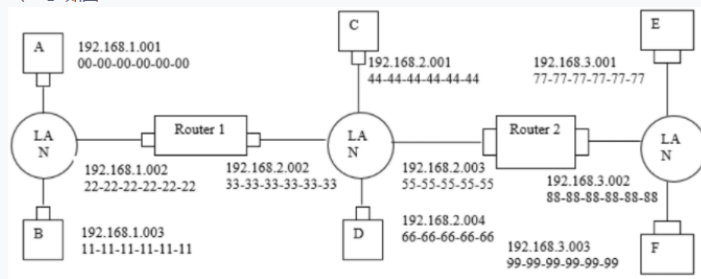 A
192.168.1.001
00-00-00-00-00-00
C
192.168.2.001
44-44-44-44-44-44
E
192.168.3.001
77-77-77-77-77-77
LA
N
Router 1
LA
N
Router 2
LA
N
192.168.1.002
22-22-22-22-22-22
192.168.2.002
33-33-33-33-33-33
192.168.2.003
55-55-55-55-55
192.168.3.002
88-88-88-88-88-88
B
192.168.1.003
11-11-11-11-11-11
D
192.168.2.004
66-66-66-66-66
192.168.3.003
99-99-99-99-99-99
F